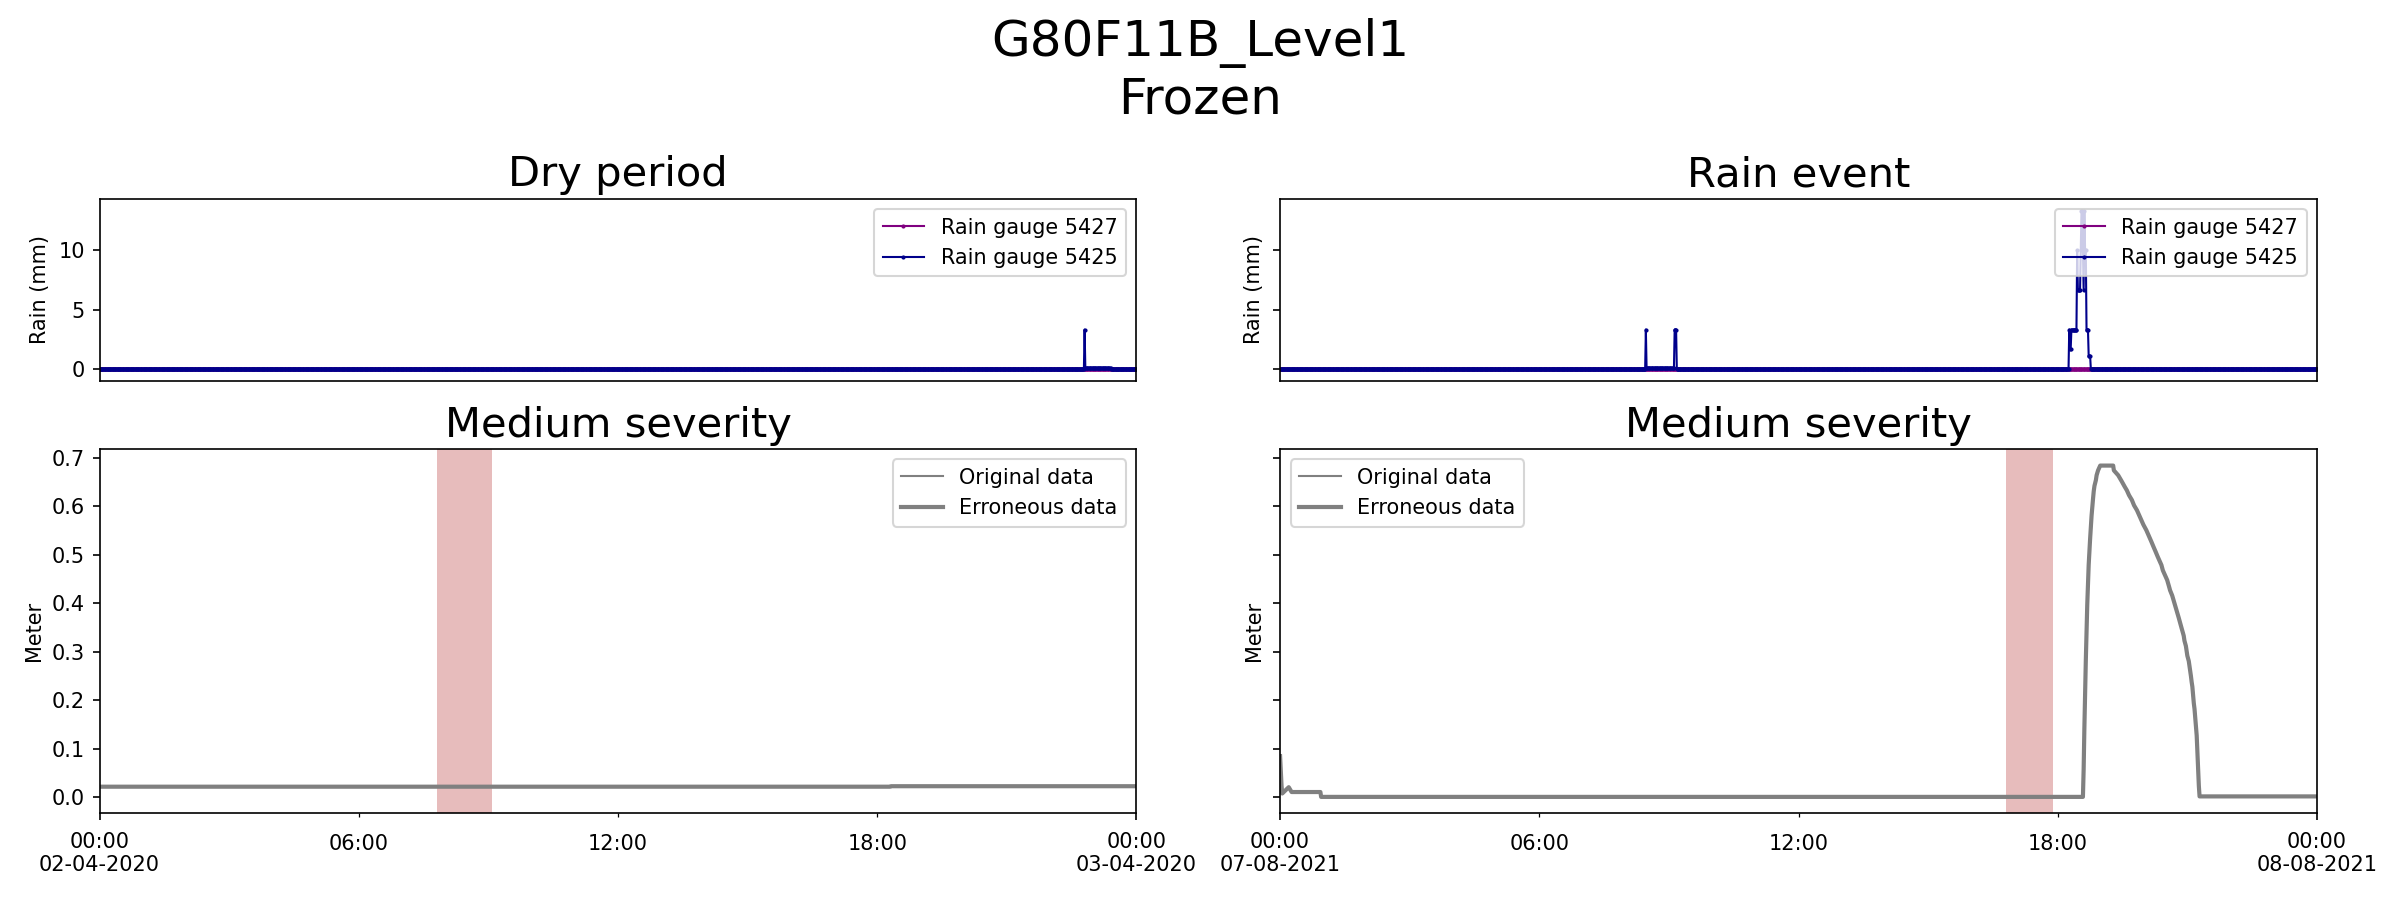 G80F11B_Level1
Frozen
Dry period
Rain (mm)
10
5
0
Rain gauge 5427
Rain gauge 5425
Rain event
Rain (mm)
Rain gauge 5427
Rain gauge 5425
Medium severity
Meter
0.7
0.6
0.5
0.4
0.3
0.2
0.1
0.0
Original data
Erroneous data
00:00
02-04-2020
06:00
12:00
18:00
00:00
03-04-2020
Medium severity
Meter
Original data
Erroneous data
00:00
07-08-2021
06:00
12:00
18:00
00:00
08-08-2021